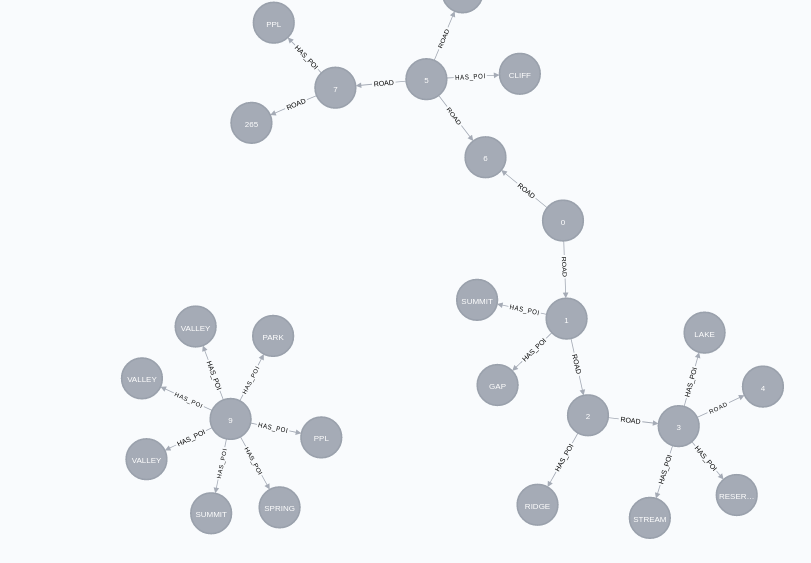 PPL
ROAD
HAS_POI
ROAD
5
HAS_POI
CLIFF
7
ROAD
265
ROAD
6
ROAD
0
ROAD
SUMMIT
HAS_POI
1
VALLEY
PARK
LAKE
HAS_POI
GAP
ROAD
HAS_POI
HAS_POI
HAS_POI
VALLEY
HAS_POI
ROAD
4
9
HAS_POI
PPL
2
ROAD
3
HAS_POI
VALLEY
HAS_POI
HAS_POI
HAS_POI
HAS_POI
HAS_POI
RESER...
SUMMIT
SPRING
RIDGE
STREAM